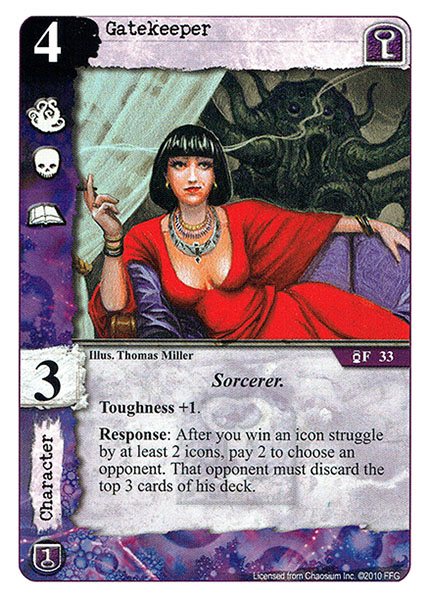 4
Gatekeeper
Illus. Thomas Miller
F 33
3
Sorcerer.
Toughness +1.
Response: After you win an icon struggle
by at least 2 icons, pay 2 to choose an
opponent. That opponent must discard the
top 3 cards of his deck.
Character
1
Licensed from Chaosium Inc. ©2010 FFG